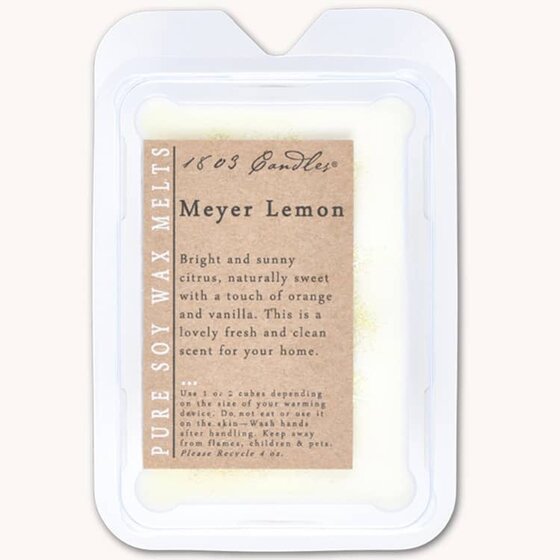 1803 Candles®
Meyer Lemon
Bright and sunny
citrus, naturally sweet
with a touch of orange
and vanilla. This is a
lovely fresh and clean
scent for your home.
...
Use 1 or 2 cubes depending
on the size of your warming
device. Do not eat or use it
on the skin—Wash hands
after handling. Keep away
from flames, children & pets.
Please Recycle 4 oz.
PURE SOY WAX MELTS